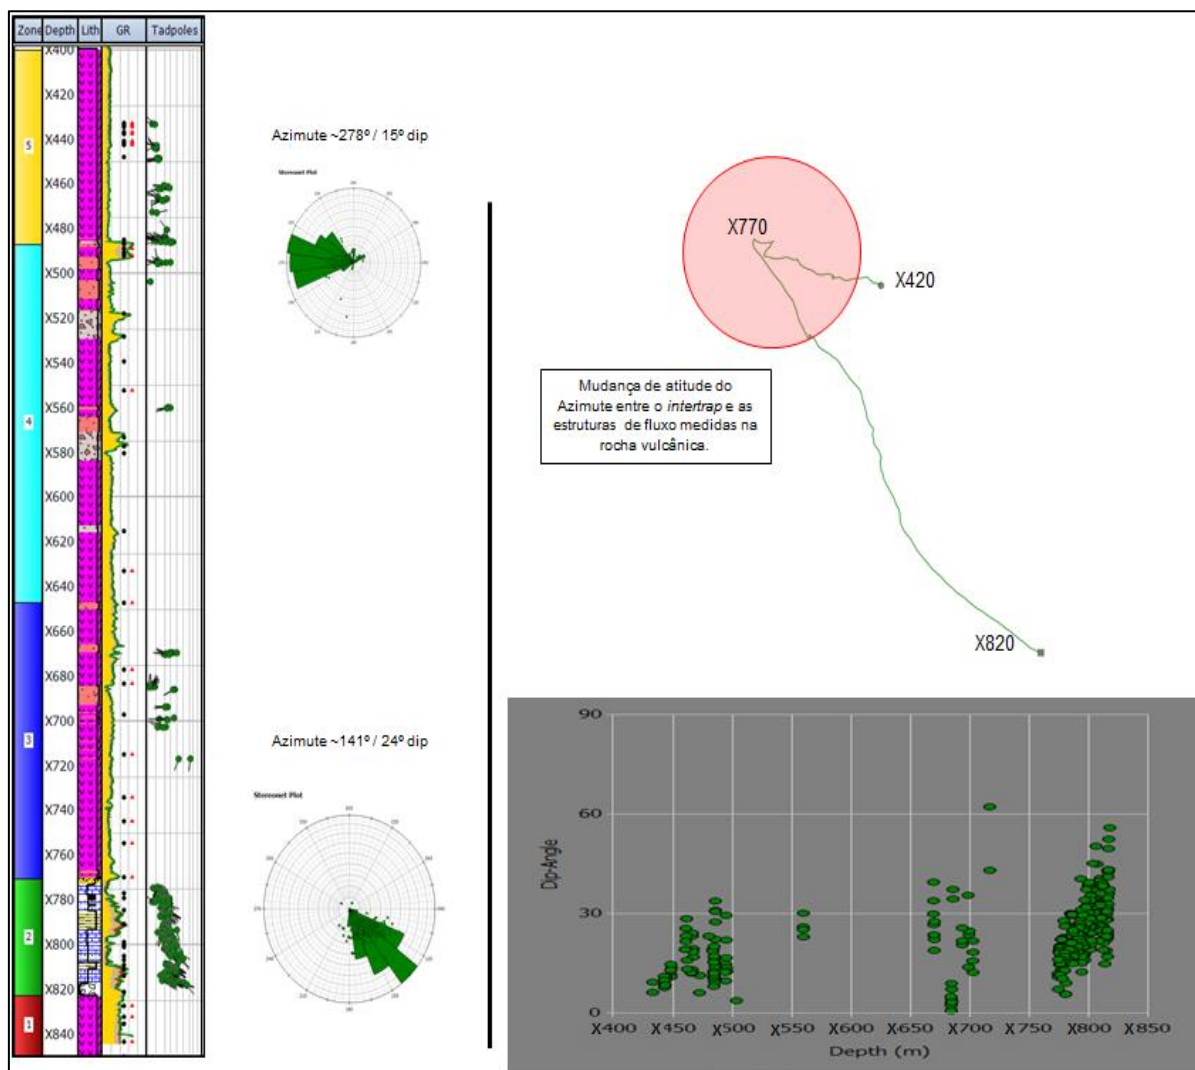 Zone Depth Lith GR Tadpoles
X400
X420
X440
X460
X480
X500
X520
X540
X560
X580
X600
X620
X640
X660
X680
X700
X720
X740
X760
X780
X800
X820
X840
5
4
3
2
1
Azimute ~278º / 15º dip
Stereonet Plot
Azimute ~141º / 24º dip
Stereonet Plot
X770
X420
X820
Mudança de atitude do
Azimute entre o intertrap e as
estruturas de fluxo medidas na
rocha vulcânica.
90
60
30
0
Dip-Angle
X400 X450 X500 X550 X600 X650 X700 X750 X800 X850
Depth (m)